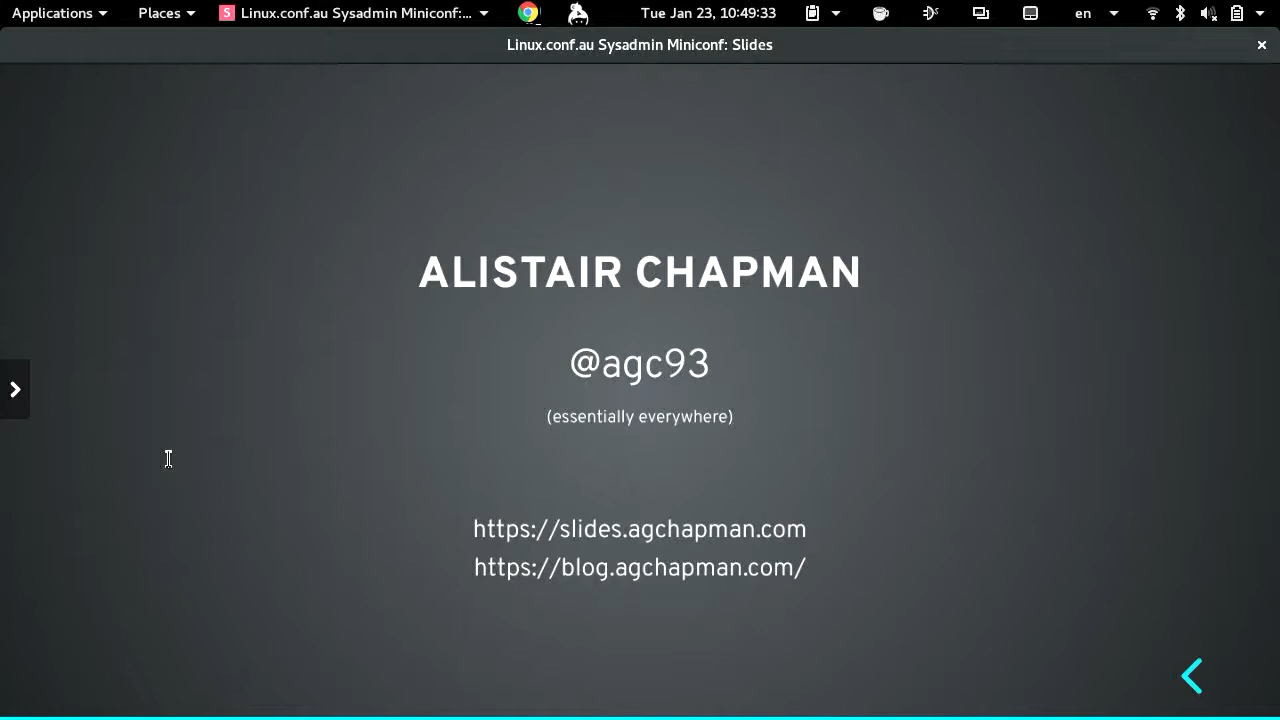 Applications Places S Linux.conf.au Sysadmin Miniconf:... Tue Jan 23, 10:49:33 en
Linux.conf.au Sysadmin Miniconf: Slides
ALISTAIR CHAPMAN
@agc93
(essentially everywhere)
https://slides.agchapman.com
https://blog.agchapman.com/